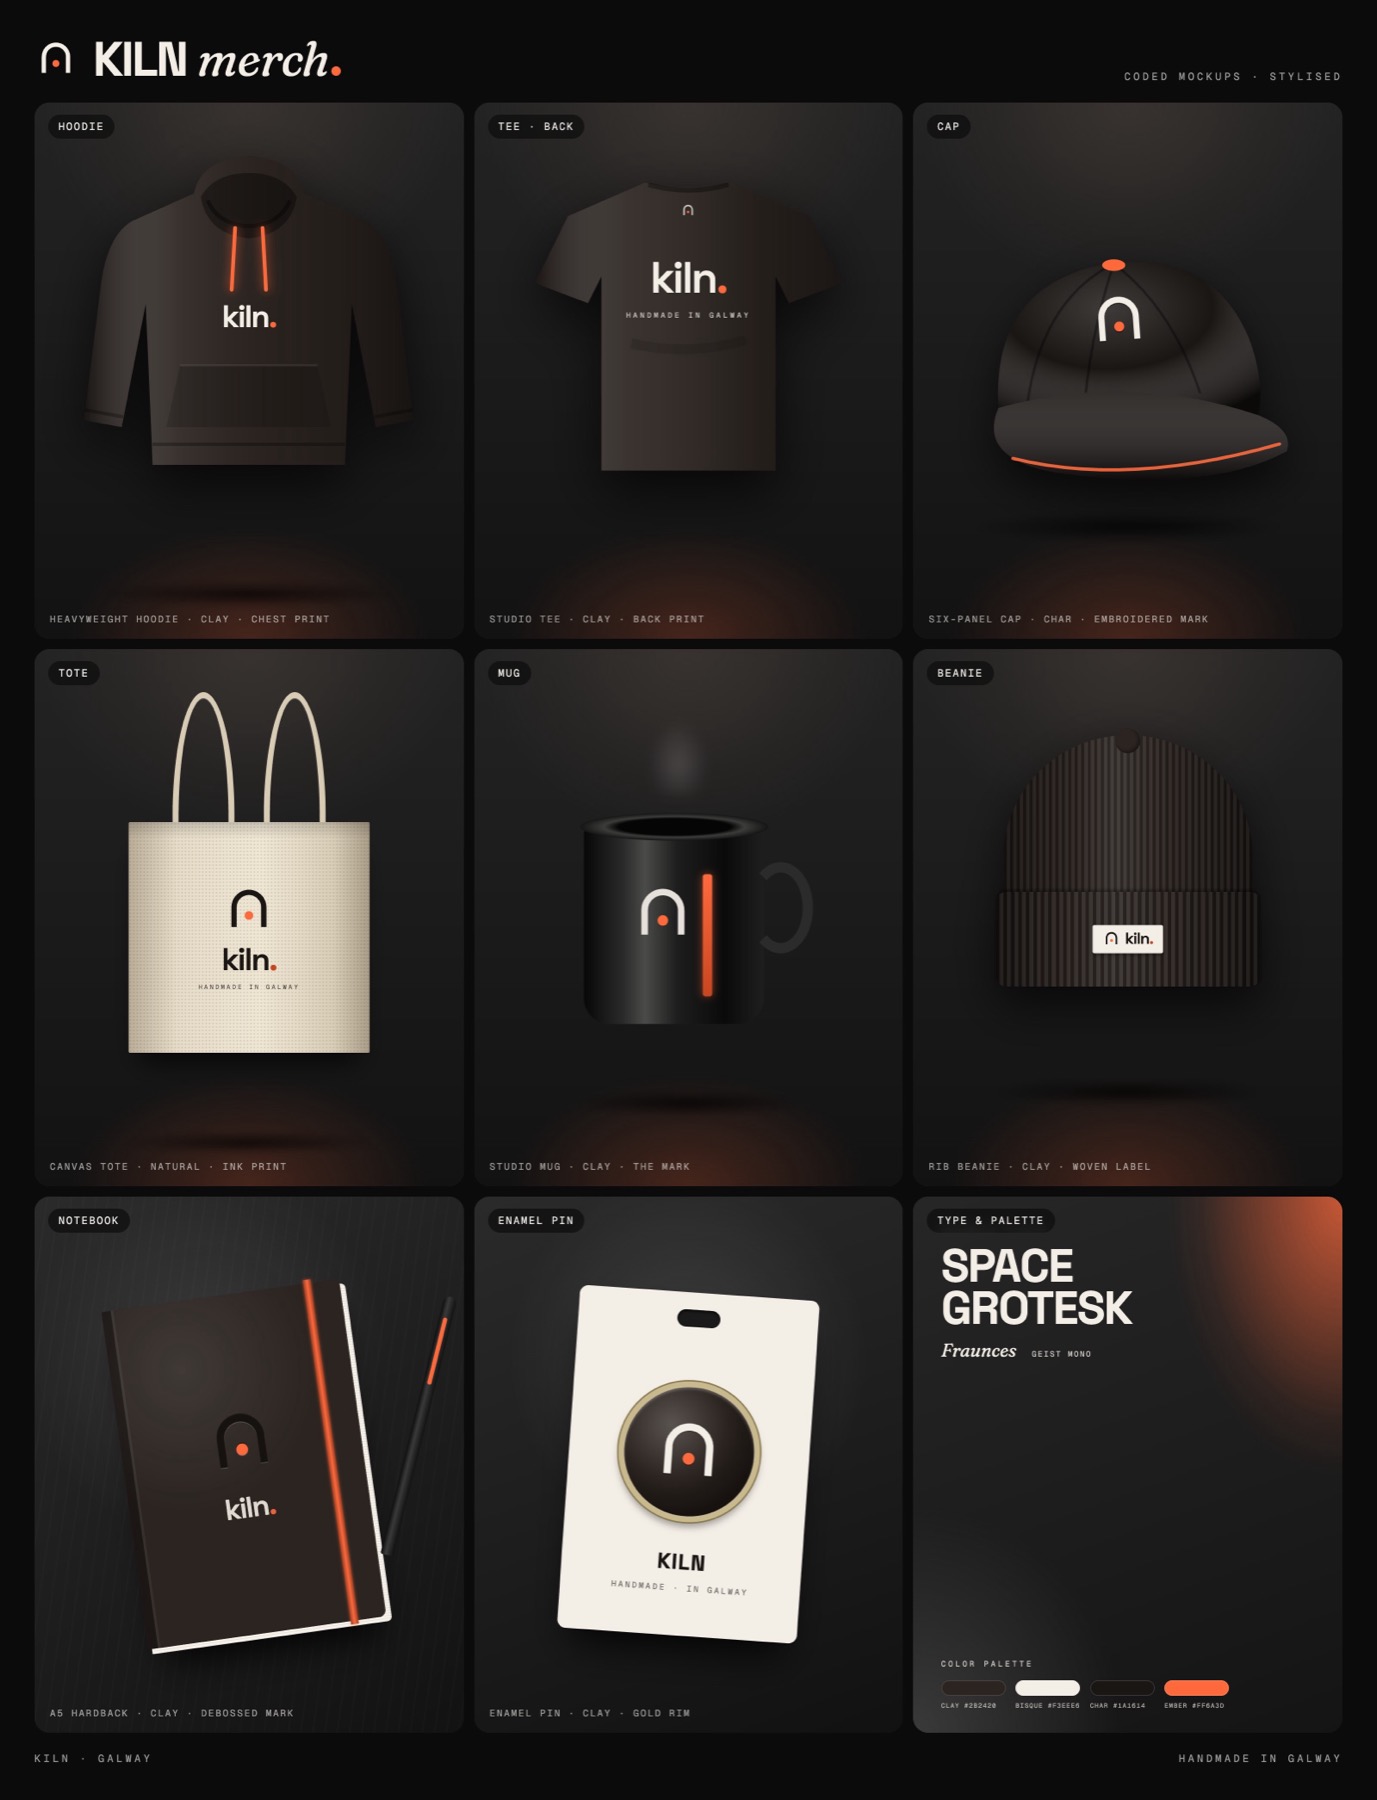 KILN merch.
CODED MOCKUPS · STYLISED
HOODIE
kiln.
HEAVYWEIGHT HOODIE · CLAY · CHEST PRINT
TEE · BACK
kiln.
HANDMADE IN GALWAY
STUDIO TEE · CLAY · BACK PRINT
CAP
SIX-PANEL CAP · CHAR · EMBROIDERED MARK
TOTE
kiln.
HANDMADE IN GALWAY
CANVAS TOTE · NATURAL · INK PRINT
MUG
STUDIO MUG · CLAY · THE MARK
BEANIE
kiln.
RIB BEANIE · CLAY · WOVEN LABEL
NOTEBOOK
kiln.
A5 HARDBACK · CLAY · DEBOSSED MARK
ENAMEL PIN
KILN
HANDMADE · IN GALWAY
ENAMEL PIN · CLAY · GOLD RIM
TYPE & PALETTE
SPACE
GROTESK
Fraunces GEIST MONO
COLOR PALETTE
CLAY #2B2420 BISQUE #F3EEE6 CHAR #1A1614 EMBER #FF6A3D
KILN · GALWAY
HANDMADE IN GALWAY